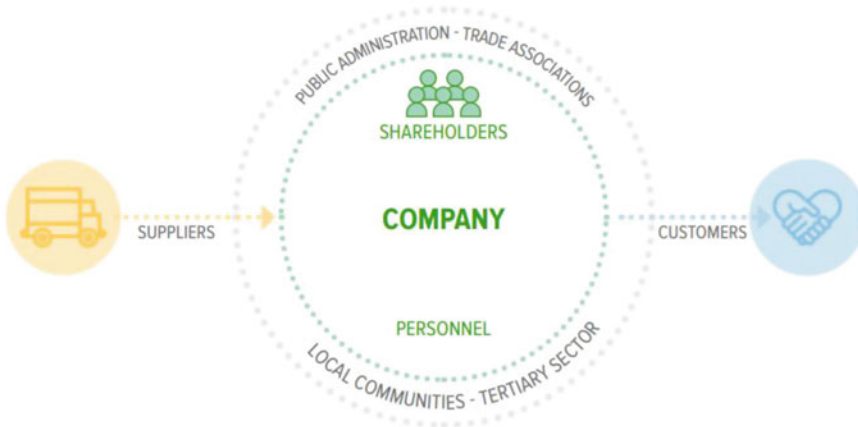 PUBLIC ADMINISTRATION - TRADE ASSOCIATIONS
SHAREHOLDERS
COMPANY
SUPPLIERS
CUSTOMERS
PERSONNEL
LOCAL COMMUNITIES - TERTIARY SECTOR